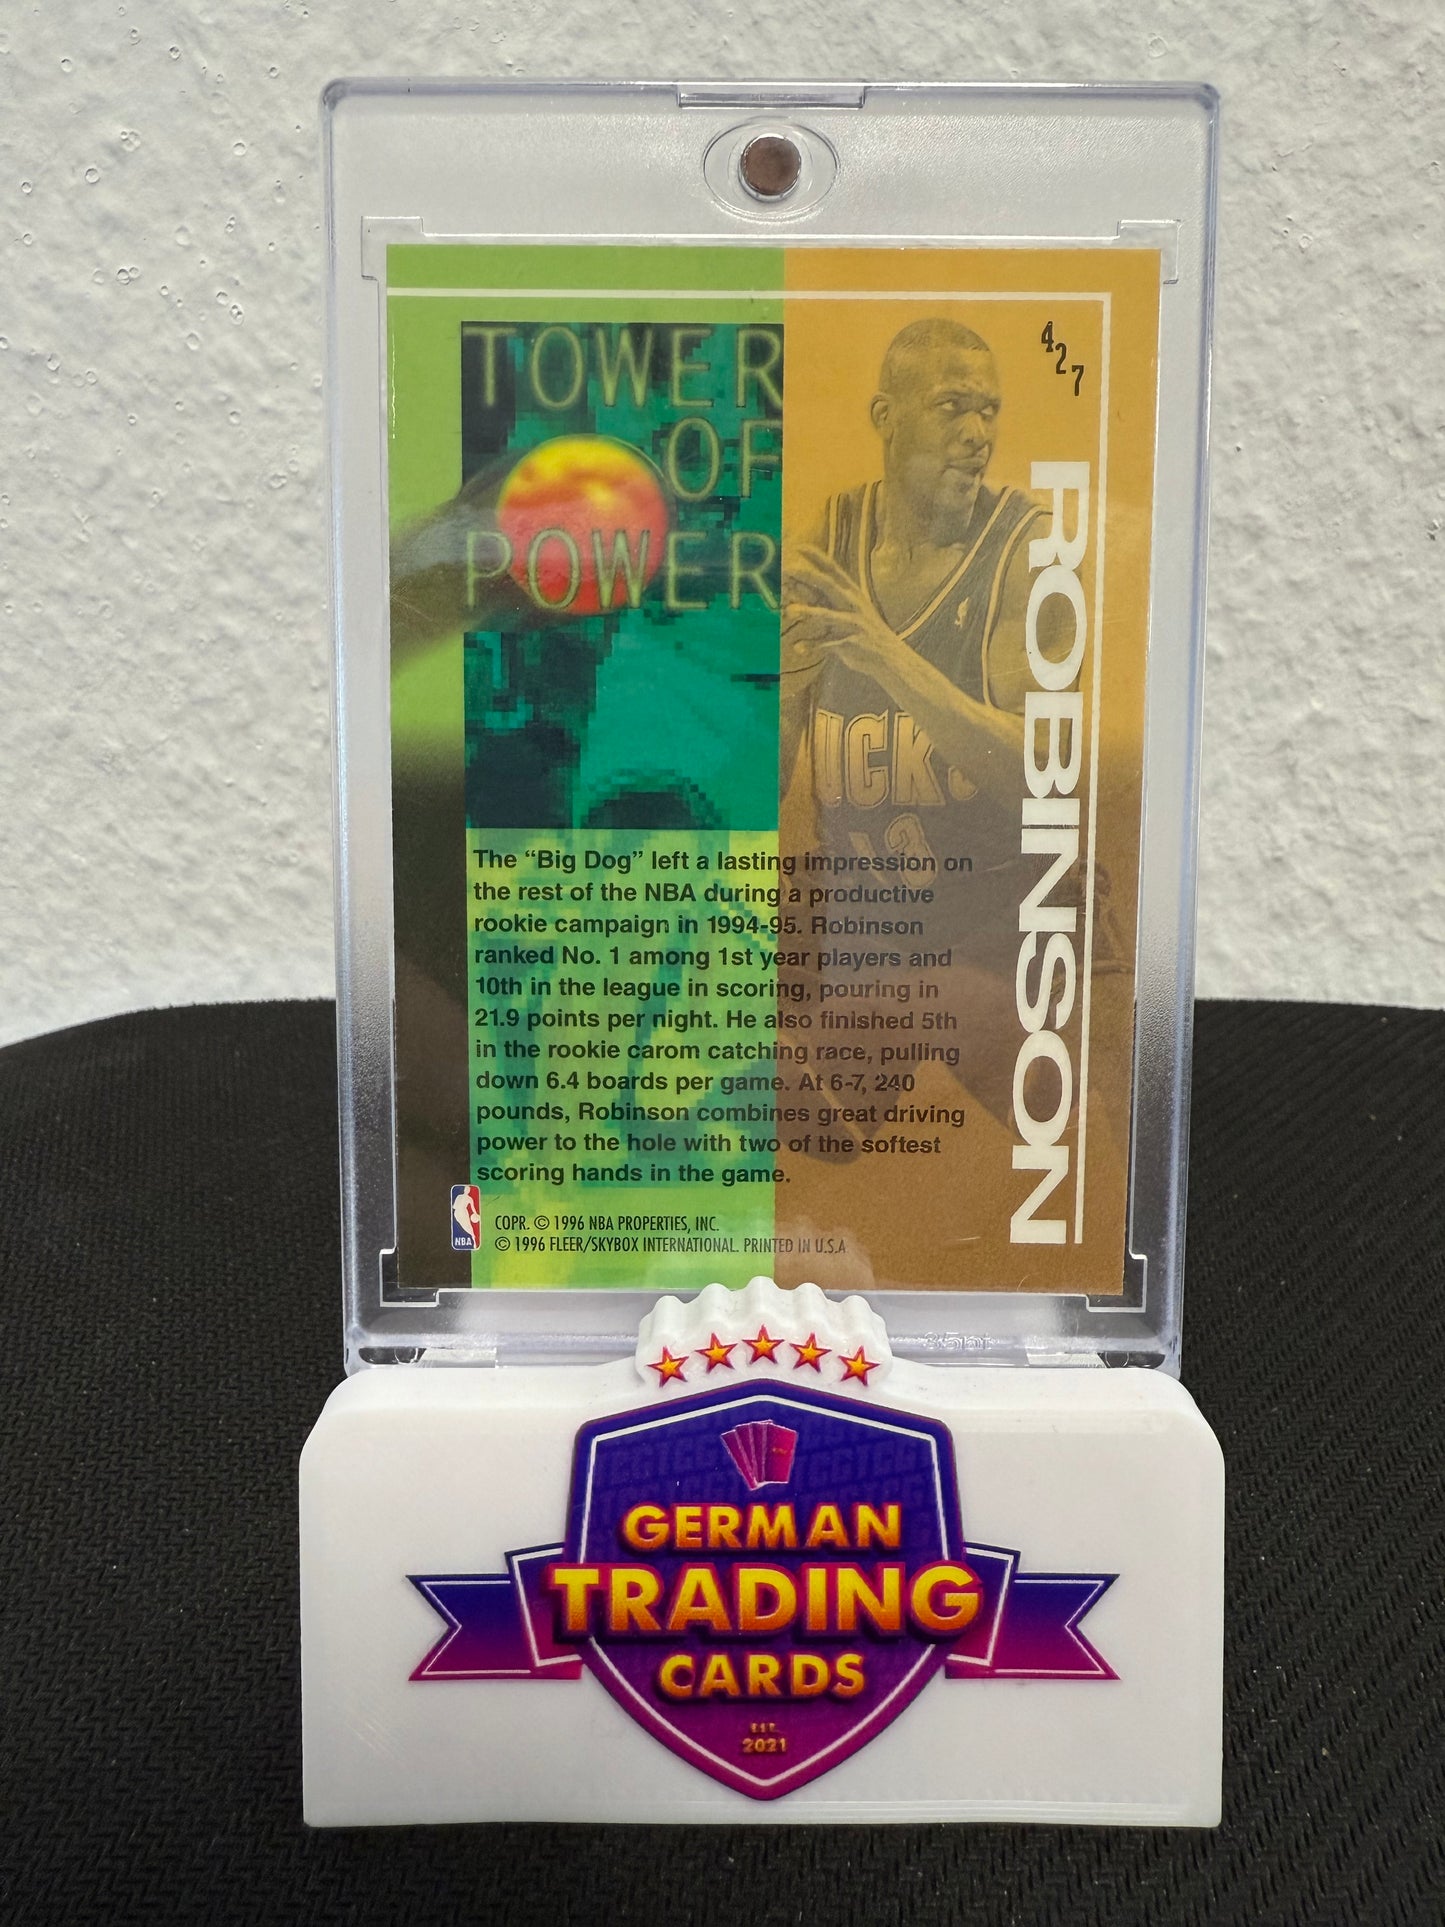 TOWER
OF
POWER
427
ROBINSON
UCK
13
The “Big Dog” left a lasting impression on
the rest of the NBA during a productive
rookie campaign in 1994-95. Robinson
ranked No. 1 among 1st year players and
10th in the league in scoring, pouring in
21.9 points per night. He also finished 5th
in the rookie carom catching race, pulling
down 6.4 boards per game. At 6-7, 240
pounds, Robinson combines great driving
power to the hole with two of the softest
scoring hands in the game.
NBA
COPR. © 1996 NBA PROPERTIES, INC.
© 1996 FLEER/SKYBOX INTERNATIONAL. PRINTED IN U.S.A.
35pt
GERMAN
TRADING
CARDS
EST.
2021